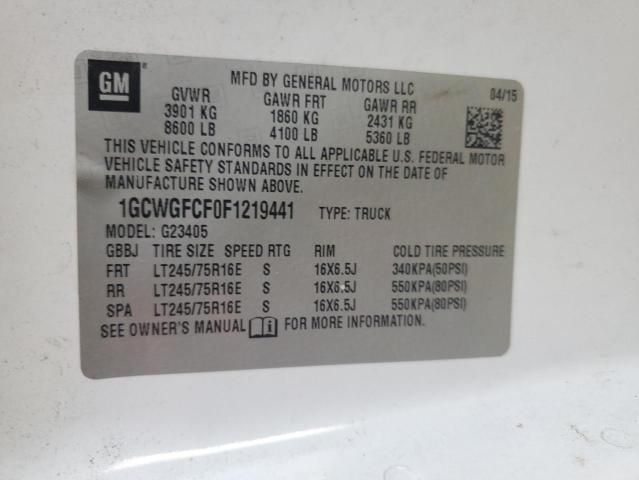 GM
MFD BY GENERAL MOTORS LLC
04/15
GVWR GAWR FRT GAWR RR
3901 KG 1860 KG 2431 KG
8600 LB 4100 LB 5360 LB
THIS VEHICLE CONFORMS TO ALL APPLICABLE U.S. FEDERAL MOTOR
VEHICLE SAFETY STANDARDS IN EFFECT ON THE DATE OF
MANUFACTURE SHOWN ABOVE.
1GCWGFCF0F1219441 TYPE: TRUCK
MODEL: G23405
GBBJ TIRE SIZE SPEED RTG RIM COLD TIRE PRESSURE
FRT LT245/75R16E S 16X6.5J 340KPA(50PSI)
RR LT245/75R16E S 16X6.5J 550KPA(80PSI)
SPA LT245/75R16E S 16X6.5J 550KPA(80PSI)
SEE OWNER'S MANUAL FOR MORE INFORMATION.